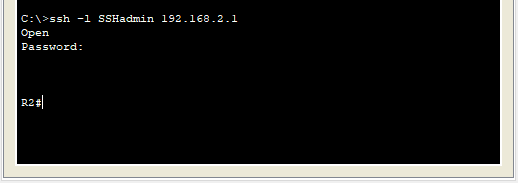 C:\>ssh -l SSHadmin 192.168.2.1
Open
Password:
R2#